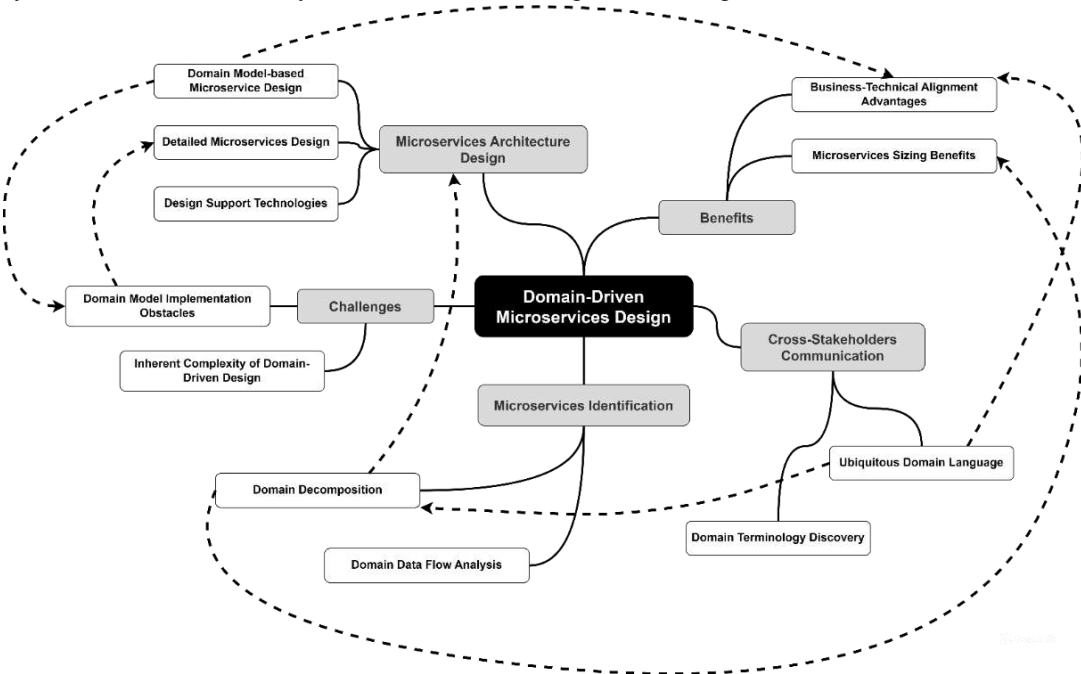 Domain Model-based
Microservice Design
Business-Technical Alignment
Advantages
Detailed Microservices Design
Microservices Architecture
Design
Microservices Sizing Benefits
Design Support Technologies
Benefits
Domain Model Implementation
Obstacles
Challenges
Domain-Driven
Microservices Design
Cross-Stakeholders
Communication
Inherent Complexity of Domain-
Driven Design
Microservices Identification
Ubiquitous Domain Language
Domain Decomposition
Domain Terminology Discovery
Domain Data Flow Analysis